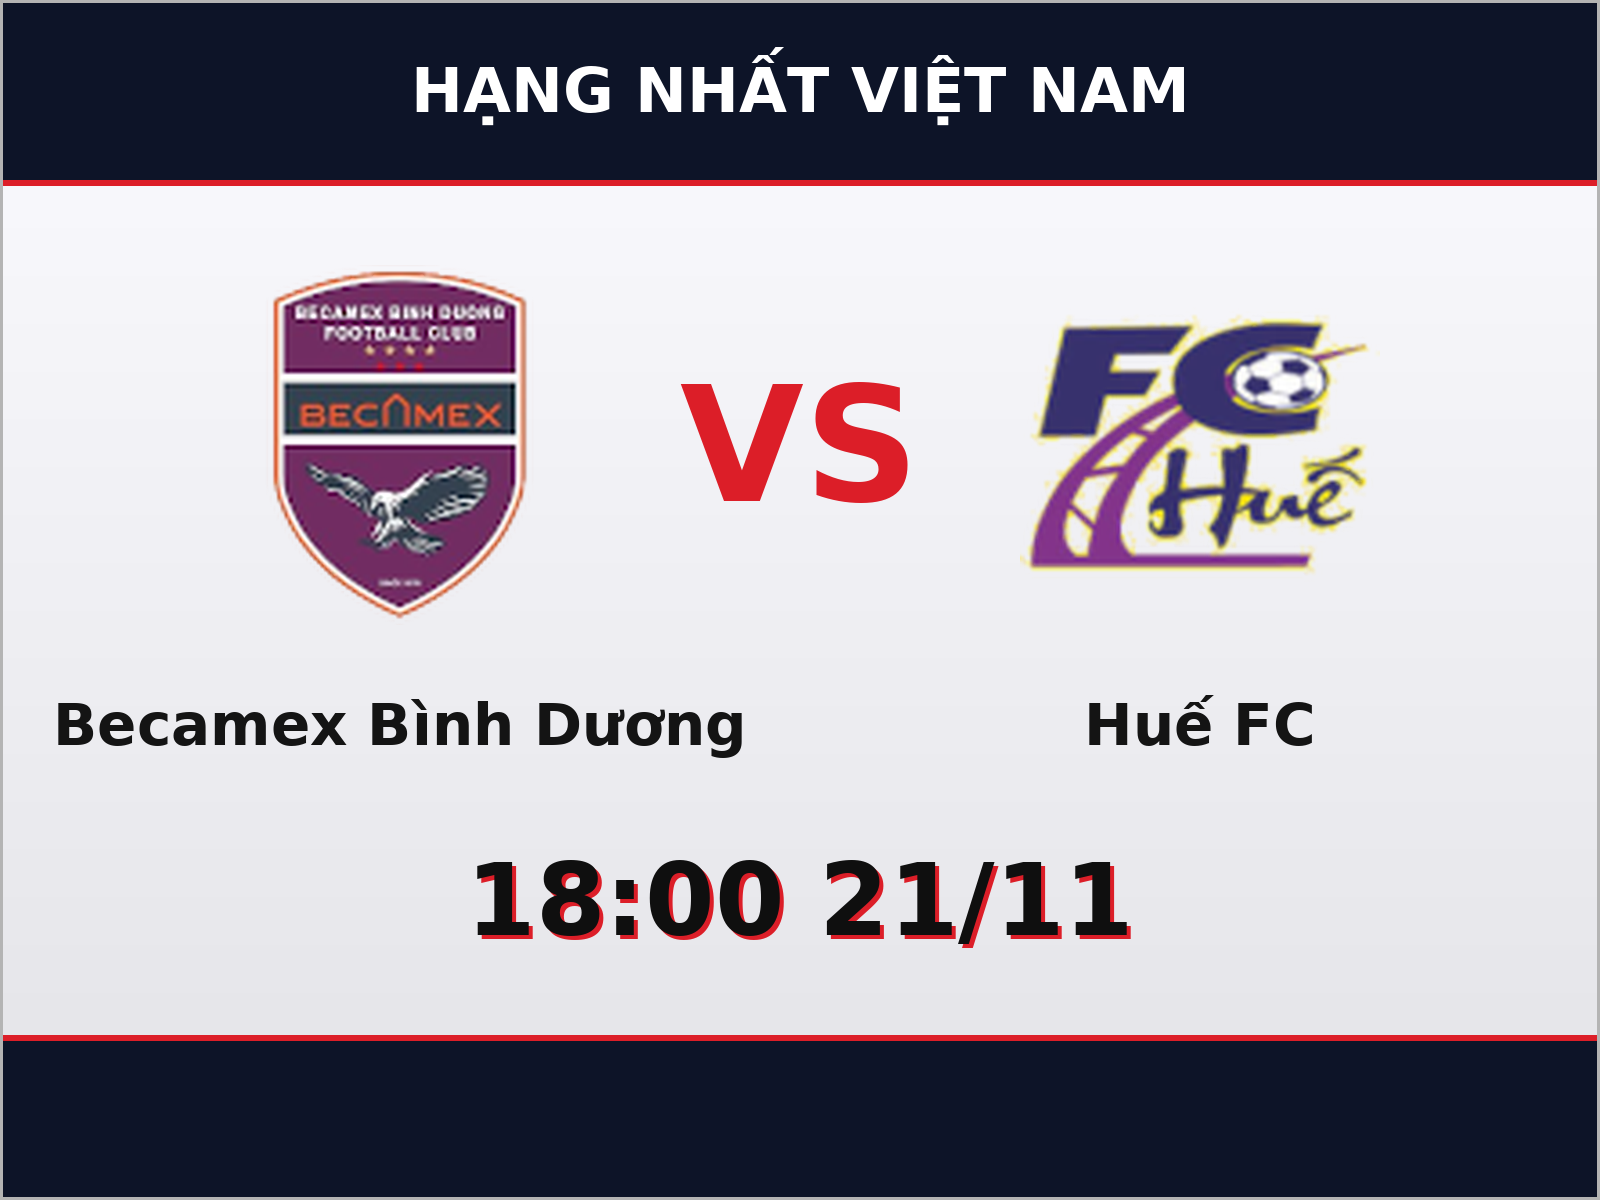 HẠNG NHẤT VIỆT NAM
BECAMEX BINH DUONG
FOOTBALL CLUB
BECAMEX
VS
FC
Huế
Becamex Bình Dương
Huế FC
18:00 21/11